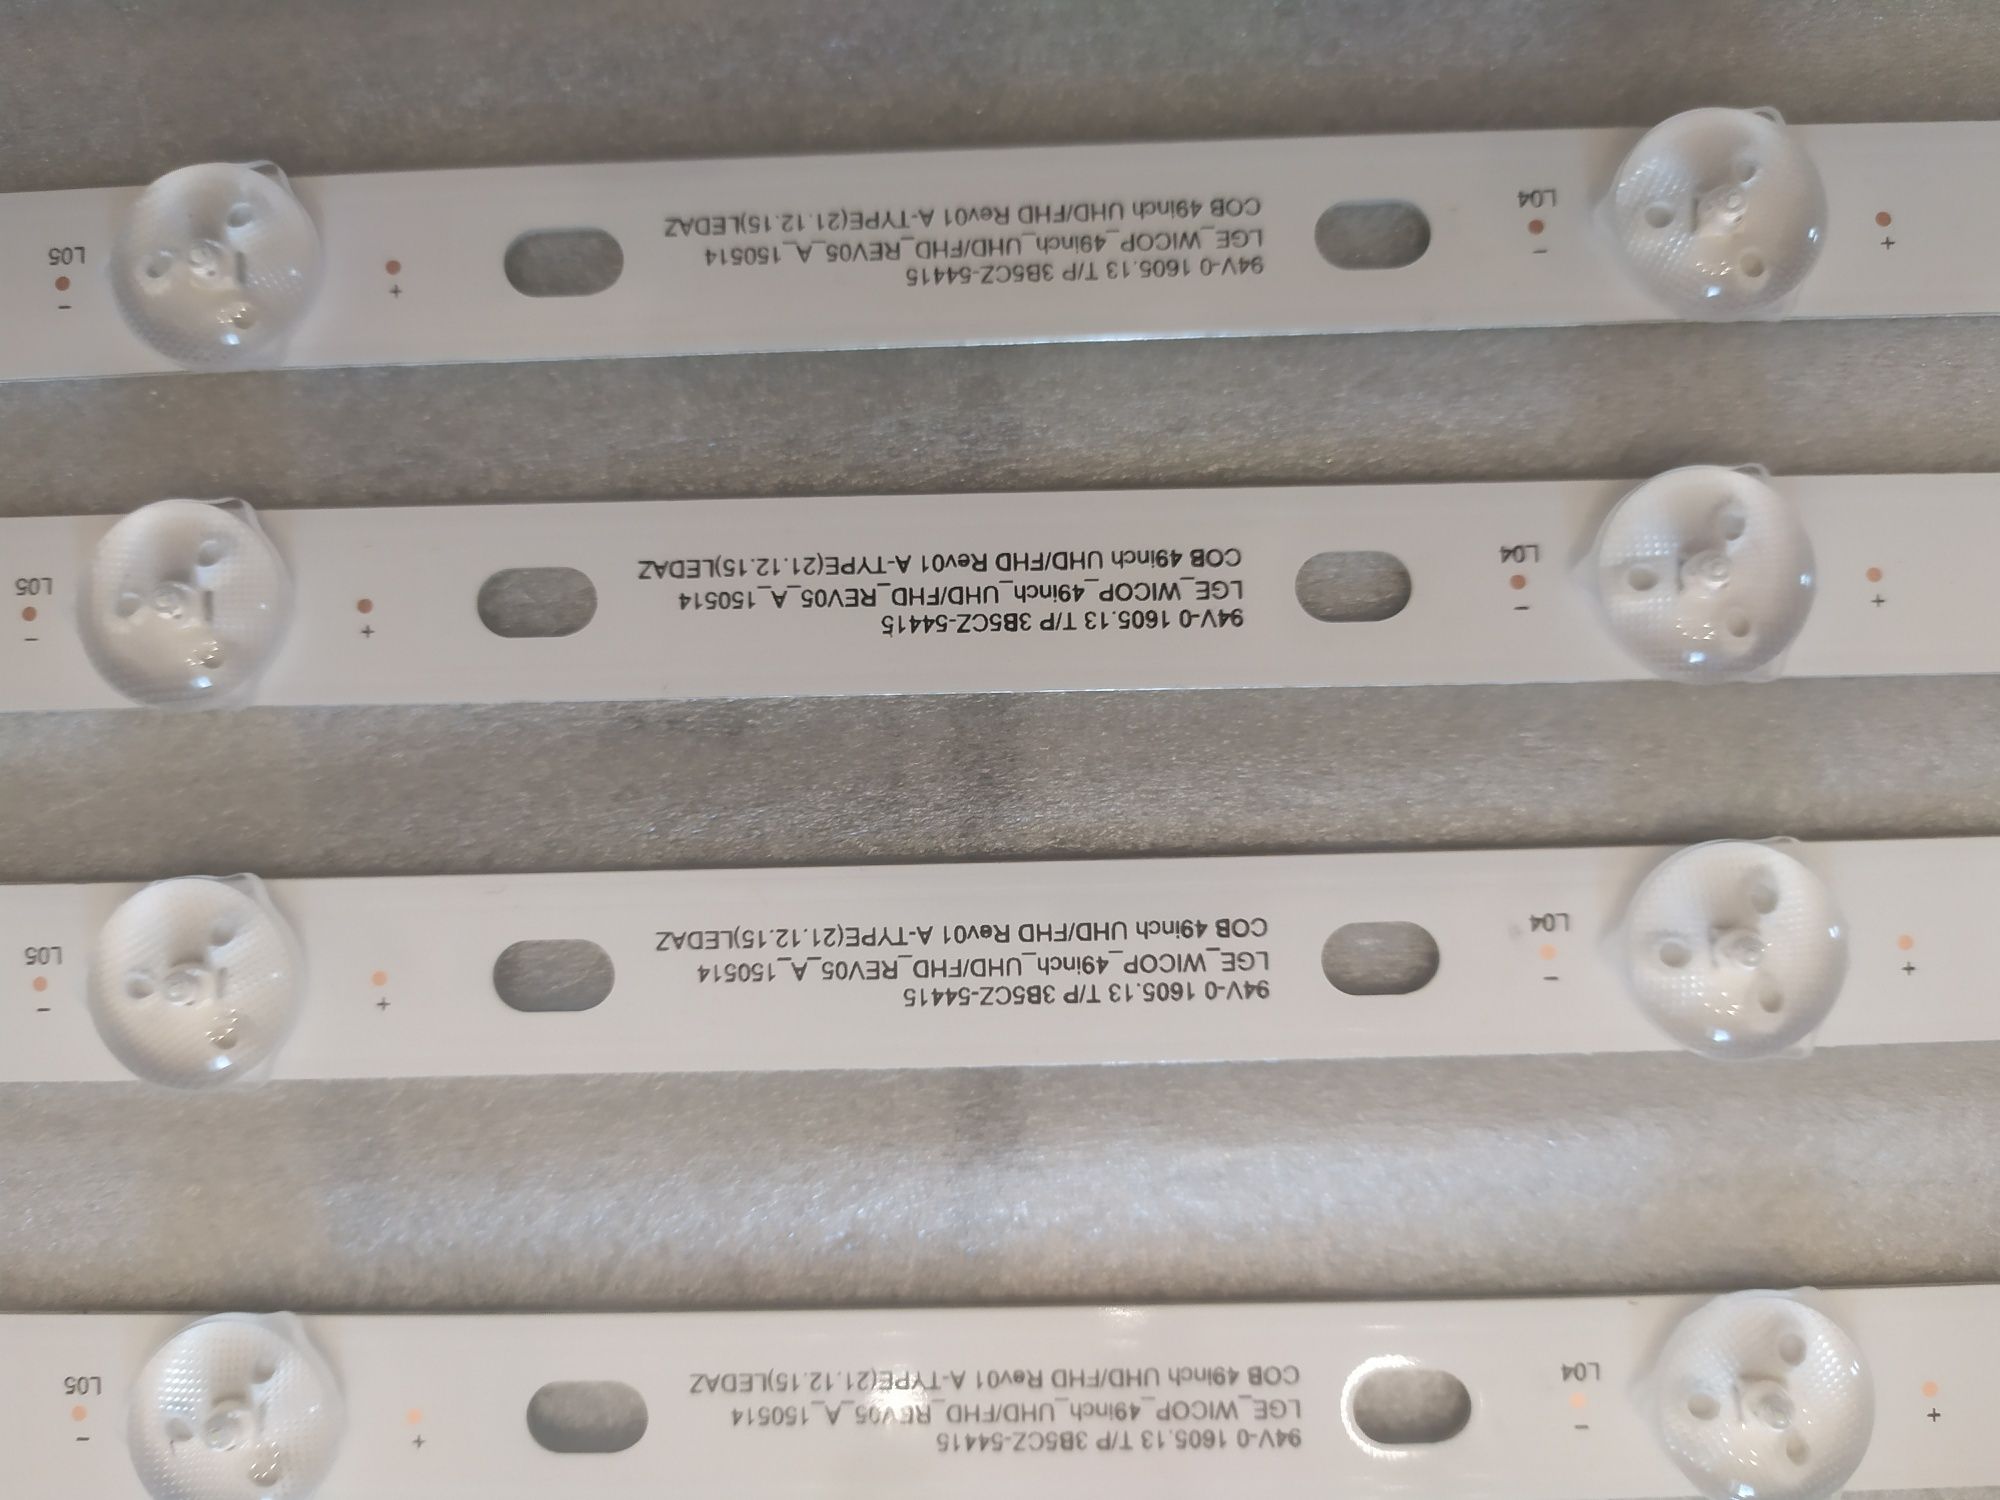 94V-0 1605.13 T/P 3B5CZ-54415
LGE_WICOP_49inch_UHD/FHD_REV05_A_150514
COB 49inch UHD/FHD Rev01 A-TYPE(21.12.15)LEDAZ
+ L04 - + L05 -
94V-0 1605.13 T/P 3B5CZ-54415
LGE_WICOP_49inch_UHD/FHD_REV05_A_150514
COB 49inch UHD/FHD Rev01 A-TYPE(21.12.15)LEDAZ
+ L04 - + L05 -
94V-0 1605.13 T/P 3B5CZ-54415
LGE_WICOP_49inch_UHD/FHD_REV05_A_150514
COB 49inch UHD/FHD Rev01 A-TYPE(21.12.15)LEDAZ
+ L04 - + L05 -
94V-0 1605.13 T/P 3B5CZ-54415
LGE_WICOP_49inch_UHD/FHD_REV05_A_150514
COB 49inch UHD/FHD Rev01 A-TYPE(21.12.15)LEDAZ
+ L04 - + L05 -